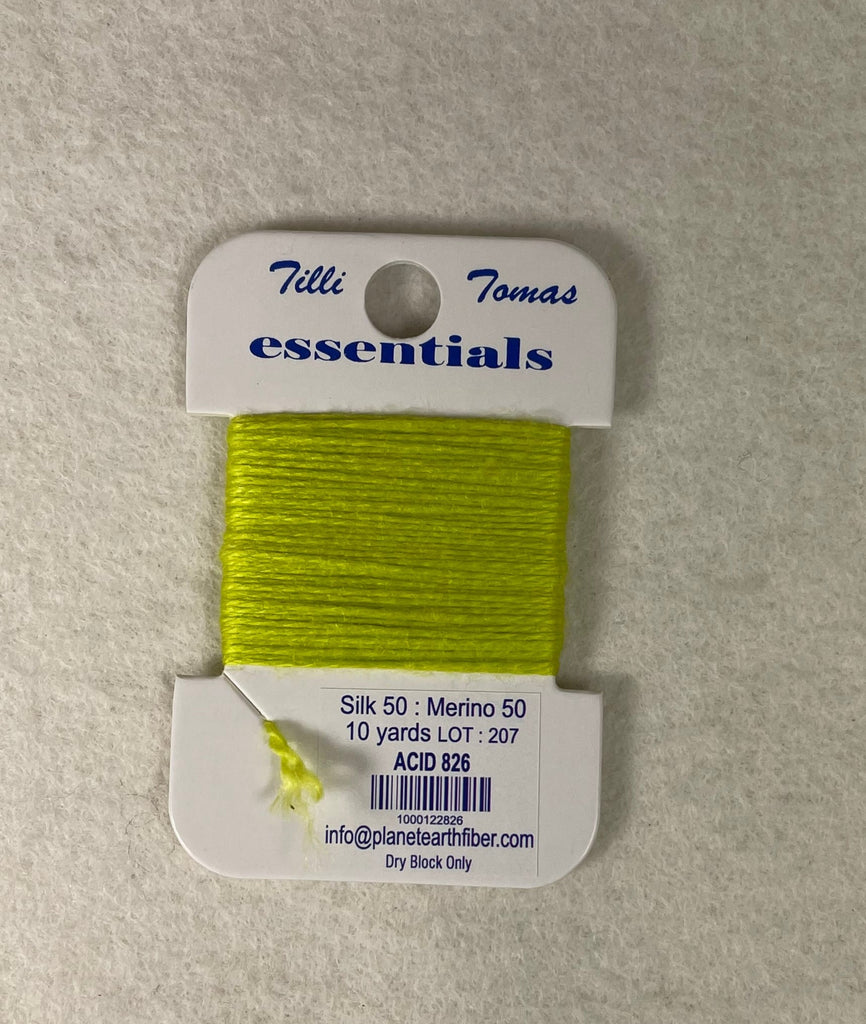 Tilli Tomas
essentials
Silk 50 : Merino 50
10 yards LOT : 207
ACID 826
1000122826
info@planetearthfiber.com
Dry Block Only